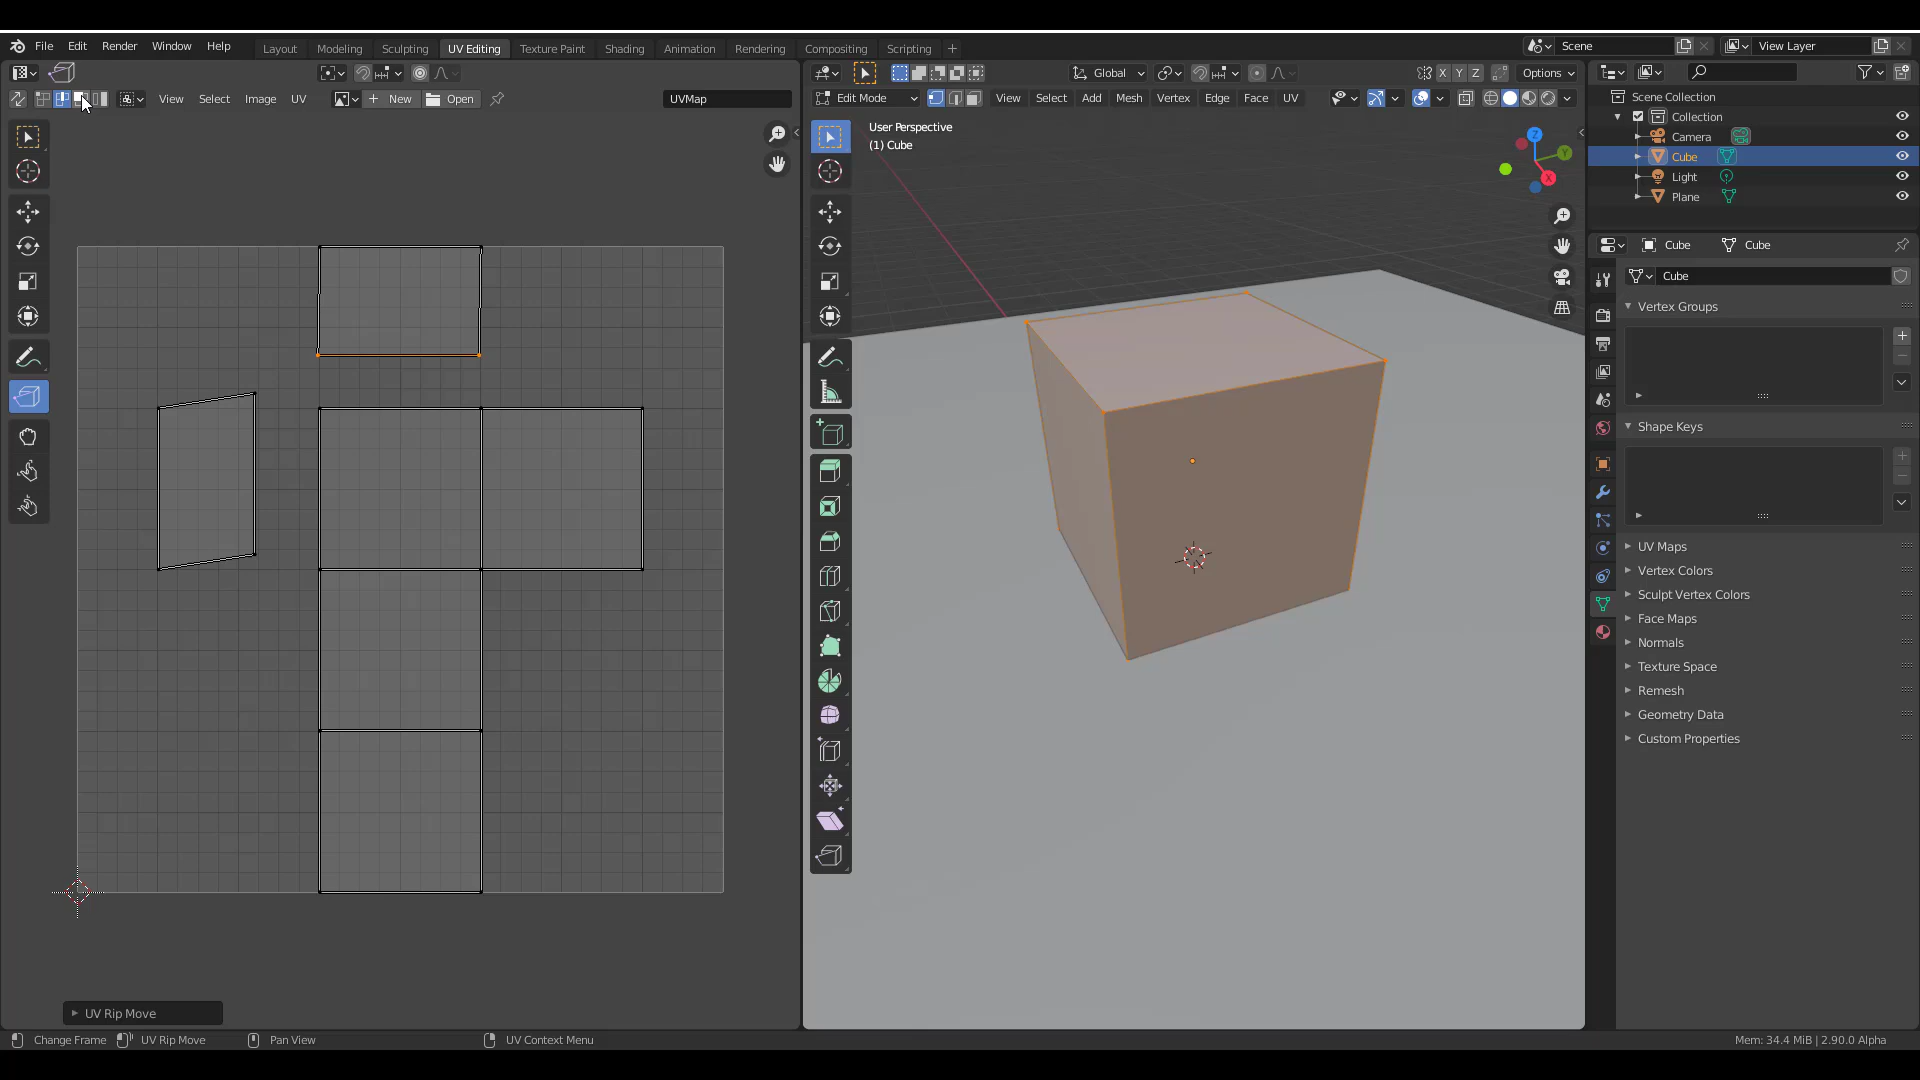 File Edit Render Window Help
Layout Modeling Sculpting UV Editing Texture Paint Shading Animation Rendering Compositing Scripting
Scene
View Layer
Global
X Y Z
Options
View Select Image UV
New
Open
UVMap
Edit Mode
View Select Add Mesh Vertex Edge Face UV
User Perspective
(1) Cube
Z
Y
X
Scene Collection
Collection
Camera
Cube
Light
Plane
Cube
Cube
Cube
Vertex Groups
Shape Keys
UV Maps
Vertex Colors
Sculpt Vertex Colors
Face Maps
Normals
Texture Space
Remesh
Geometry Data
Custom Properties
UV Rip Move
Change Frame
UV Rip Move
Pan View
UV Context Menu
Mem: 34.4 MiB | 2.90.0 Alpha